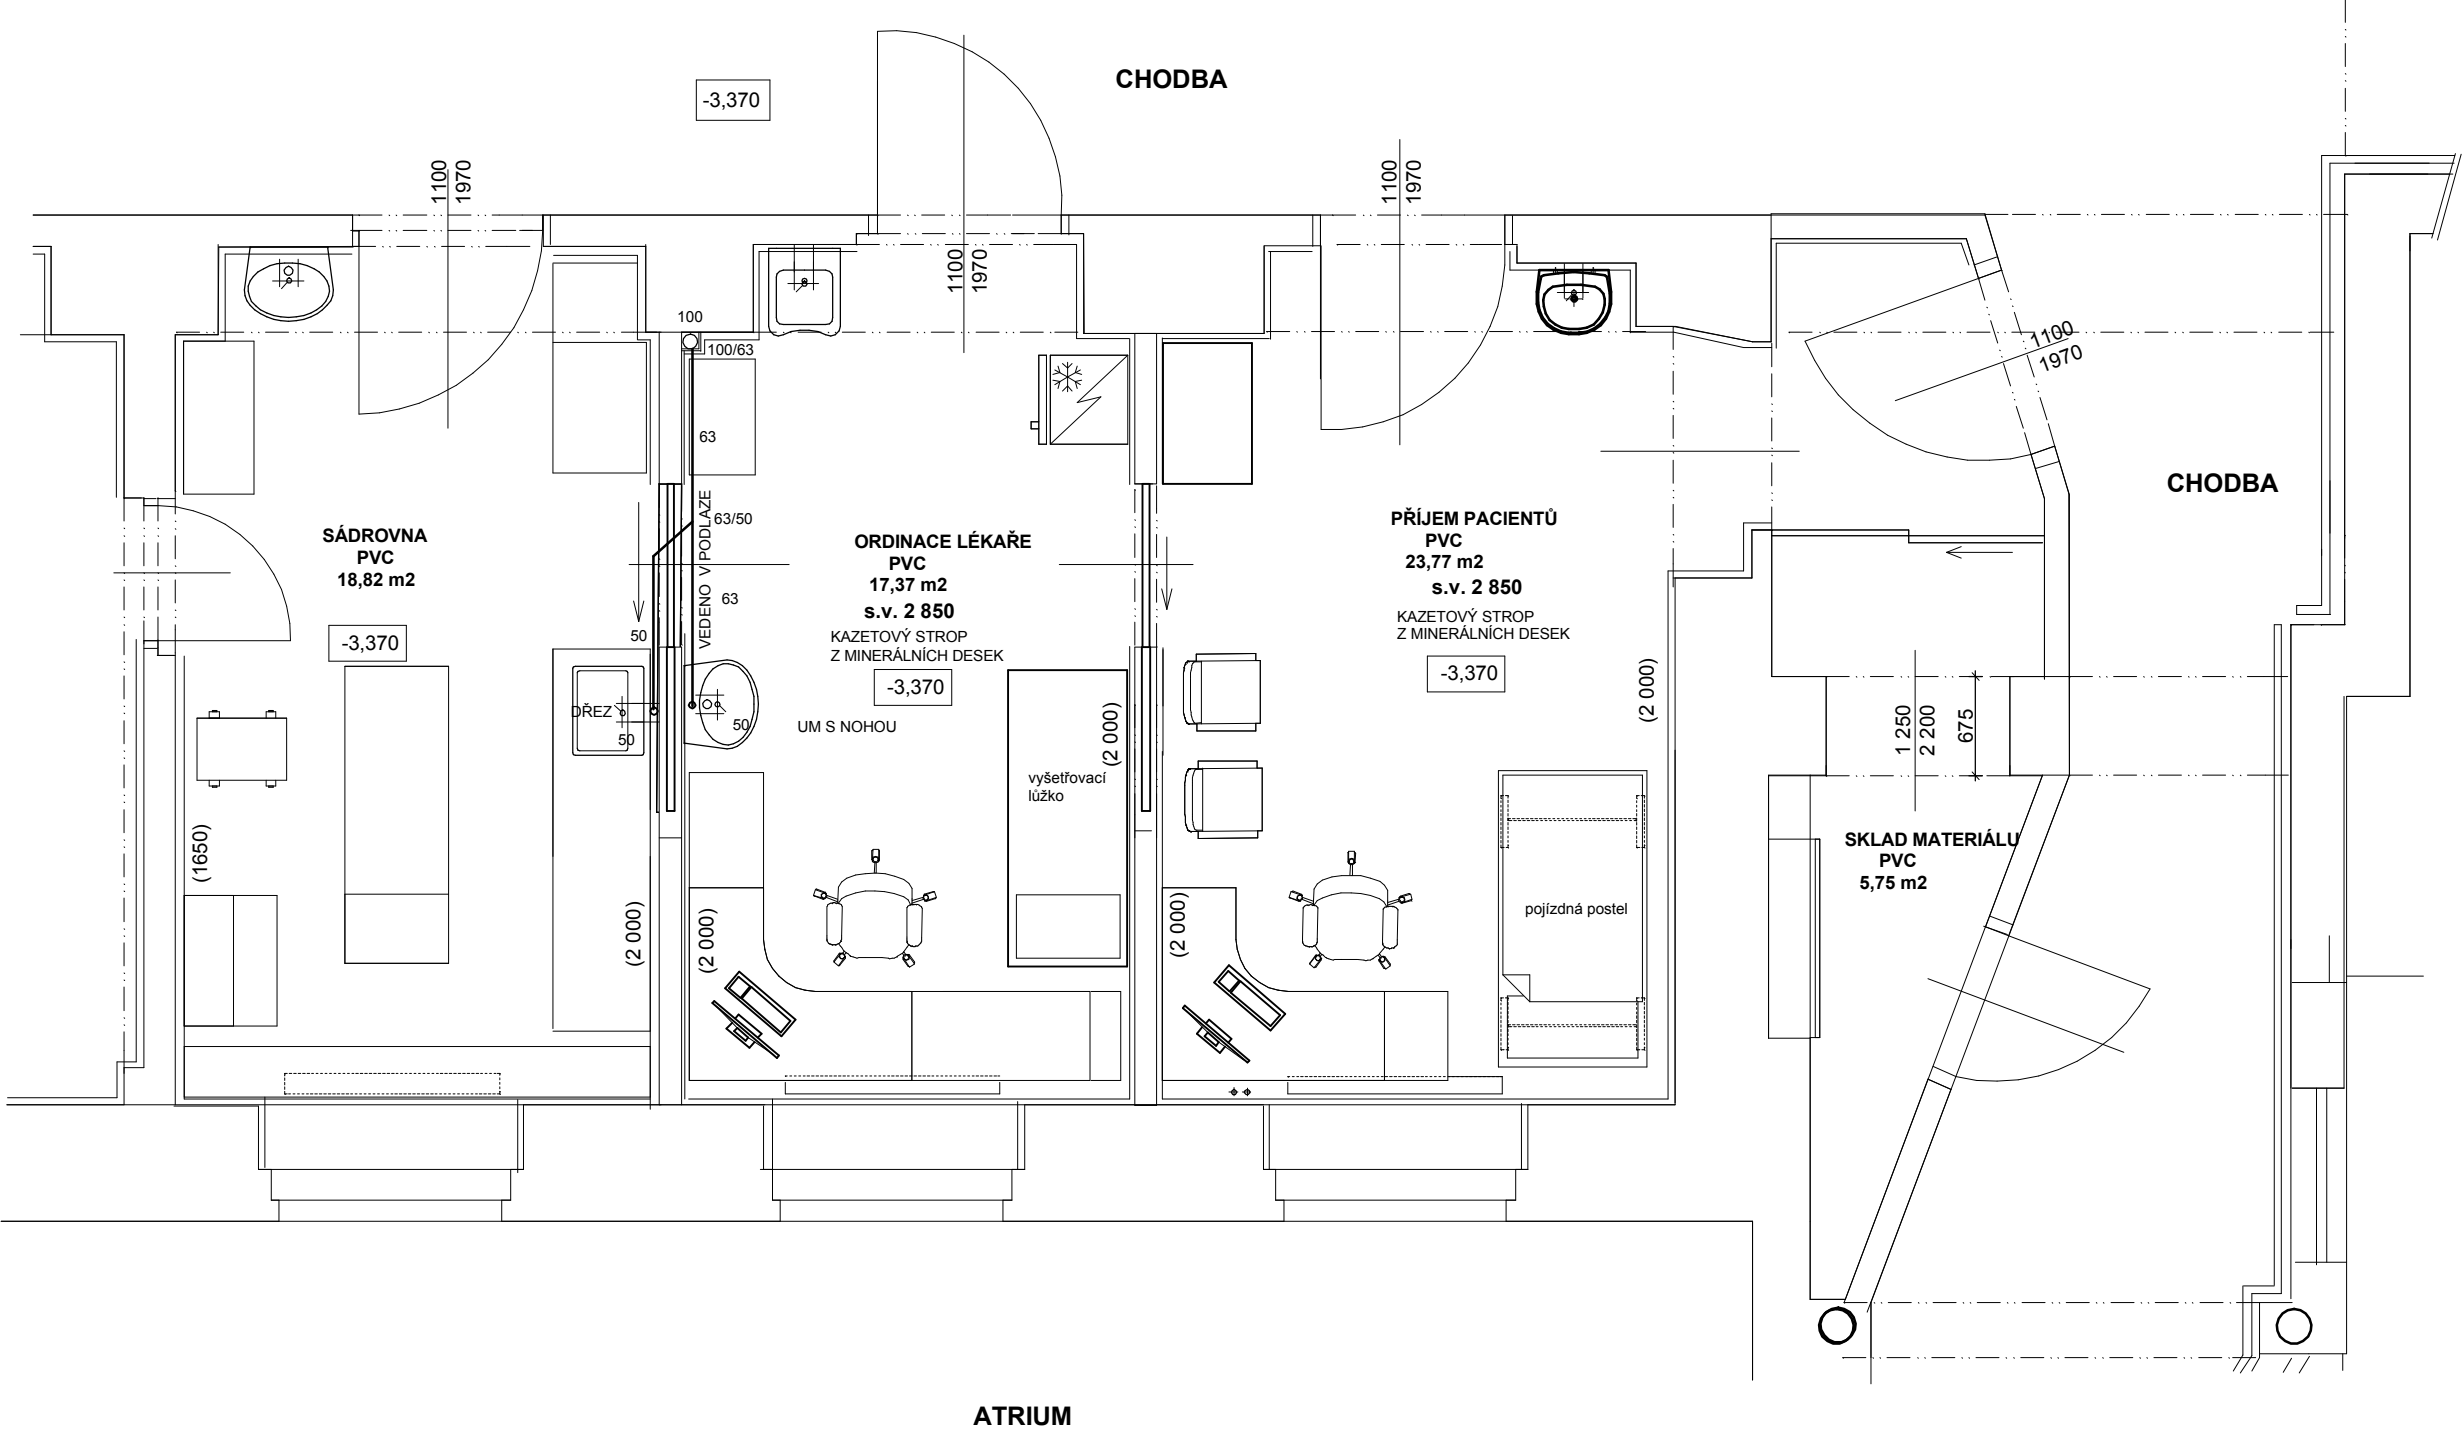 CHODBA
-3,370
1100
1970
1100
1970
1100
1970
1100
1970
CHODBA
100
100/63
63
63/50
VEDENO V PODLAZE
63
50
SÁDROVNA
PVC
18,82 m2
-3,370
DŘEZ
50
(1650)
(2 000)
ORDINACE LÉKAŘE
PVC
17,37 m2
s.v. 2 850
KAZETOVÝ STROP
Z MINERÁLNÍCH DESEK
-3,370
50
UM S NOHOU
(2 000)
vyšetřovací
lůžko
(2 000)
PŘÍJEM PACIENTŮ
PVC
23,77 m2
s.v. 2 850
KAZETOVÝ STROP
Z MINERÁLNÍCH DESEK
-3,370
(2 000)
(2 000)
pojízdná postel
1 250
2 200
675
SKLAD MATERIÁLU
PVC
5,75 m2
ATRIUM